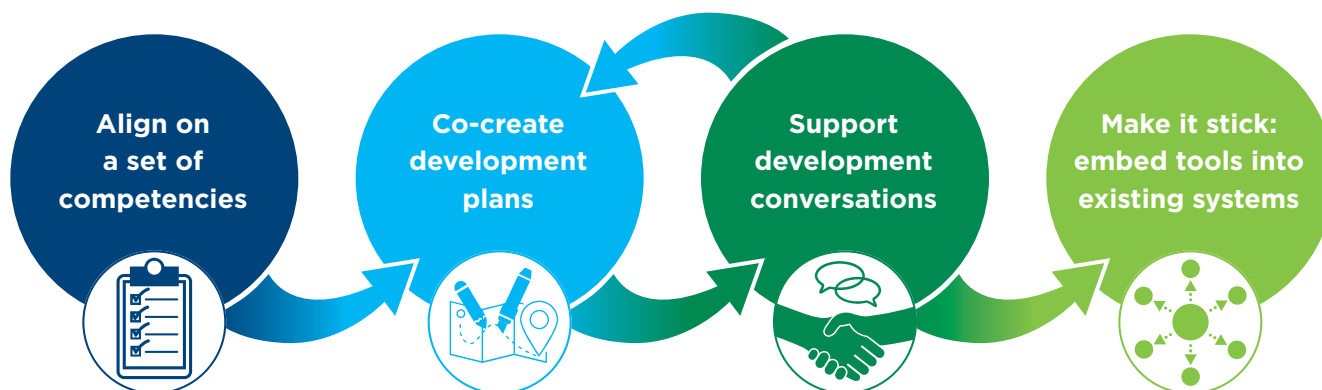 Align on
a set of
competencies
Co-create
development
plans
Support
development
conversations
Make it stick:
embed tools into
existing systems